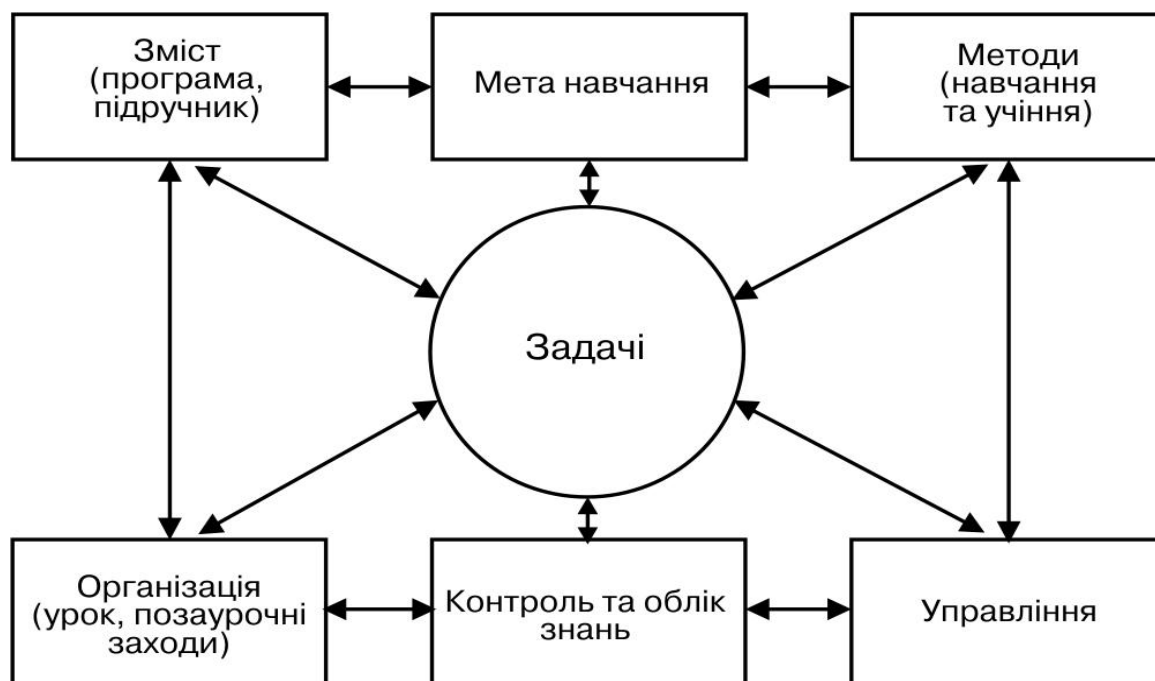 Зміст
(програма,
підручник)
Мета навчання
Методи
(навчання
та учіння)
Задачі
Організація
(урок, позаурочні
заходи)
Контроль та облік
знань
Управління